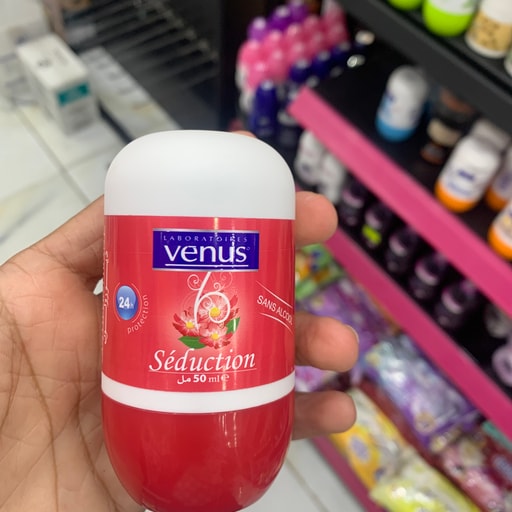 LABORATOIRES
venus
24h
Protection
SANS ALCOOL
Séduction
50 ml e مل